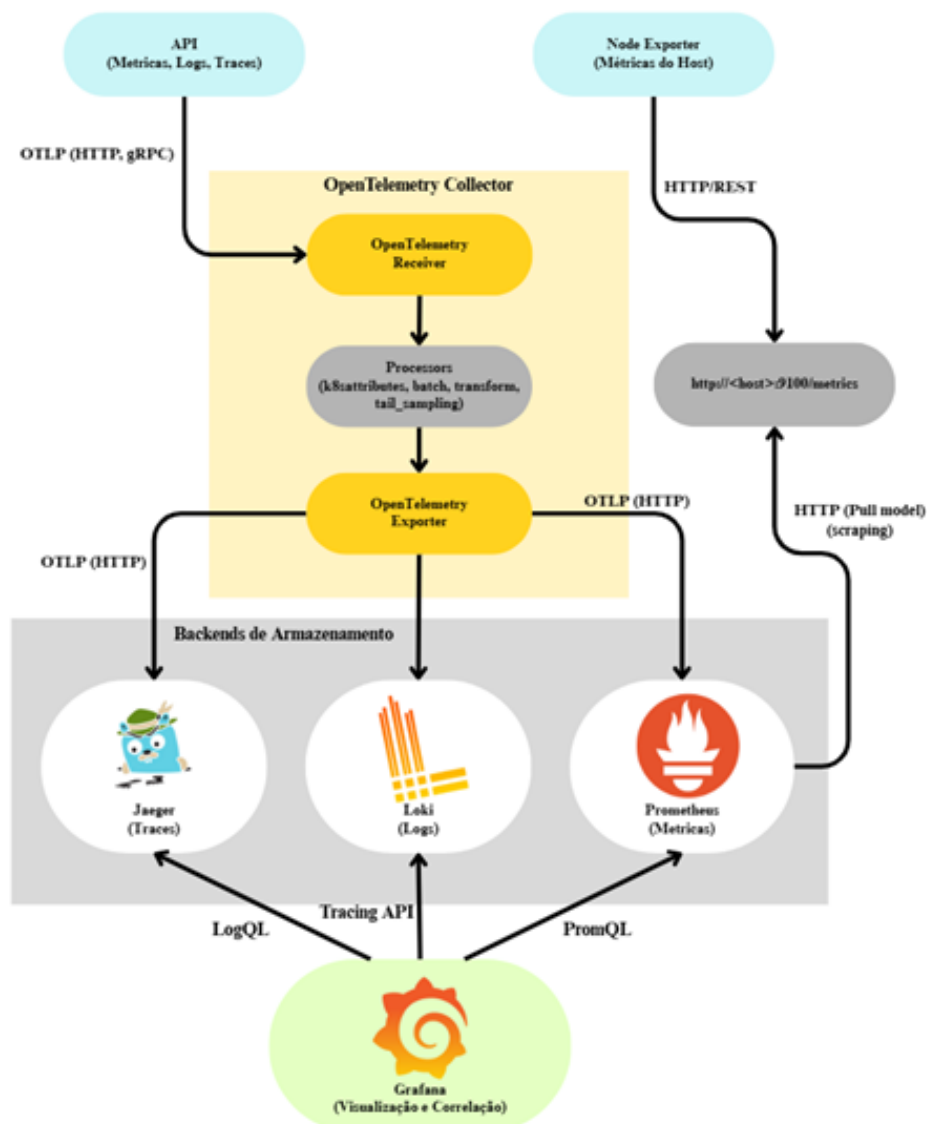 API
(Metricas, Logs, Traces)
Node Exporter
(Métricas do Host)
OTLP (HTTP, gRPC)
HTTP/REST
OpenTelemetry Collector
OpenTelemetry
Receiver
Processors
(k8sattributes, batch, transform,
tail_sampling)
http://<host>:9100/metrics
OpenTelemetry
Exporter
OTLP (HTTP)
HTTP (Pull model)
(scraping)
OTLP (HTTP)
Backends de Armazenamento
Jaeger
(Traces)
Loki
(Logs)
Prometheus
(Metricas)
LogQL
Tracing API
PromQL
Grafana
(Visualização e Correlação)